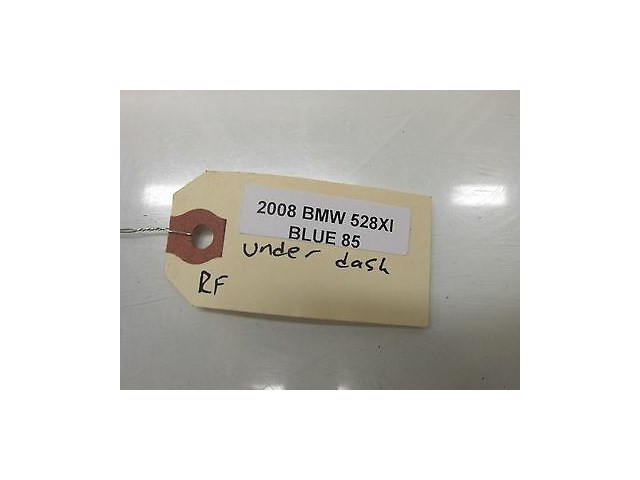 2008 BMW 528XI
BLUE 85
under dash
RF